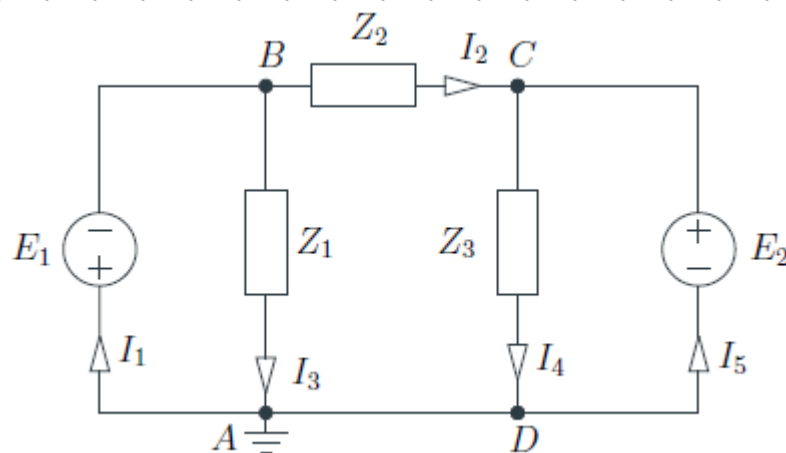 Z₂
B
I₂
C
E₁
−
+
Z₁
Z₃
+
−
E₂
I₁
I₃
I₄
I₅
A
D